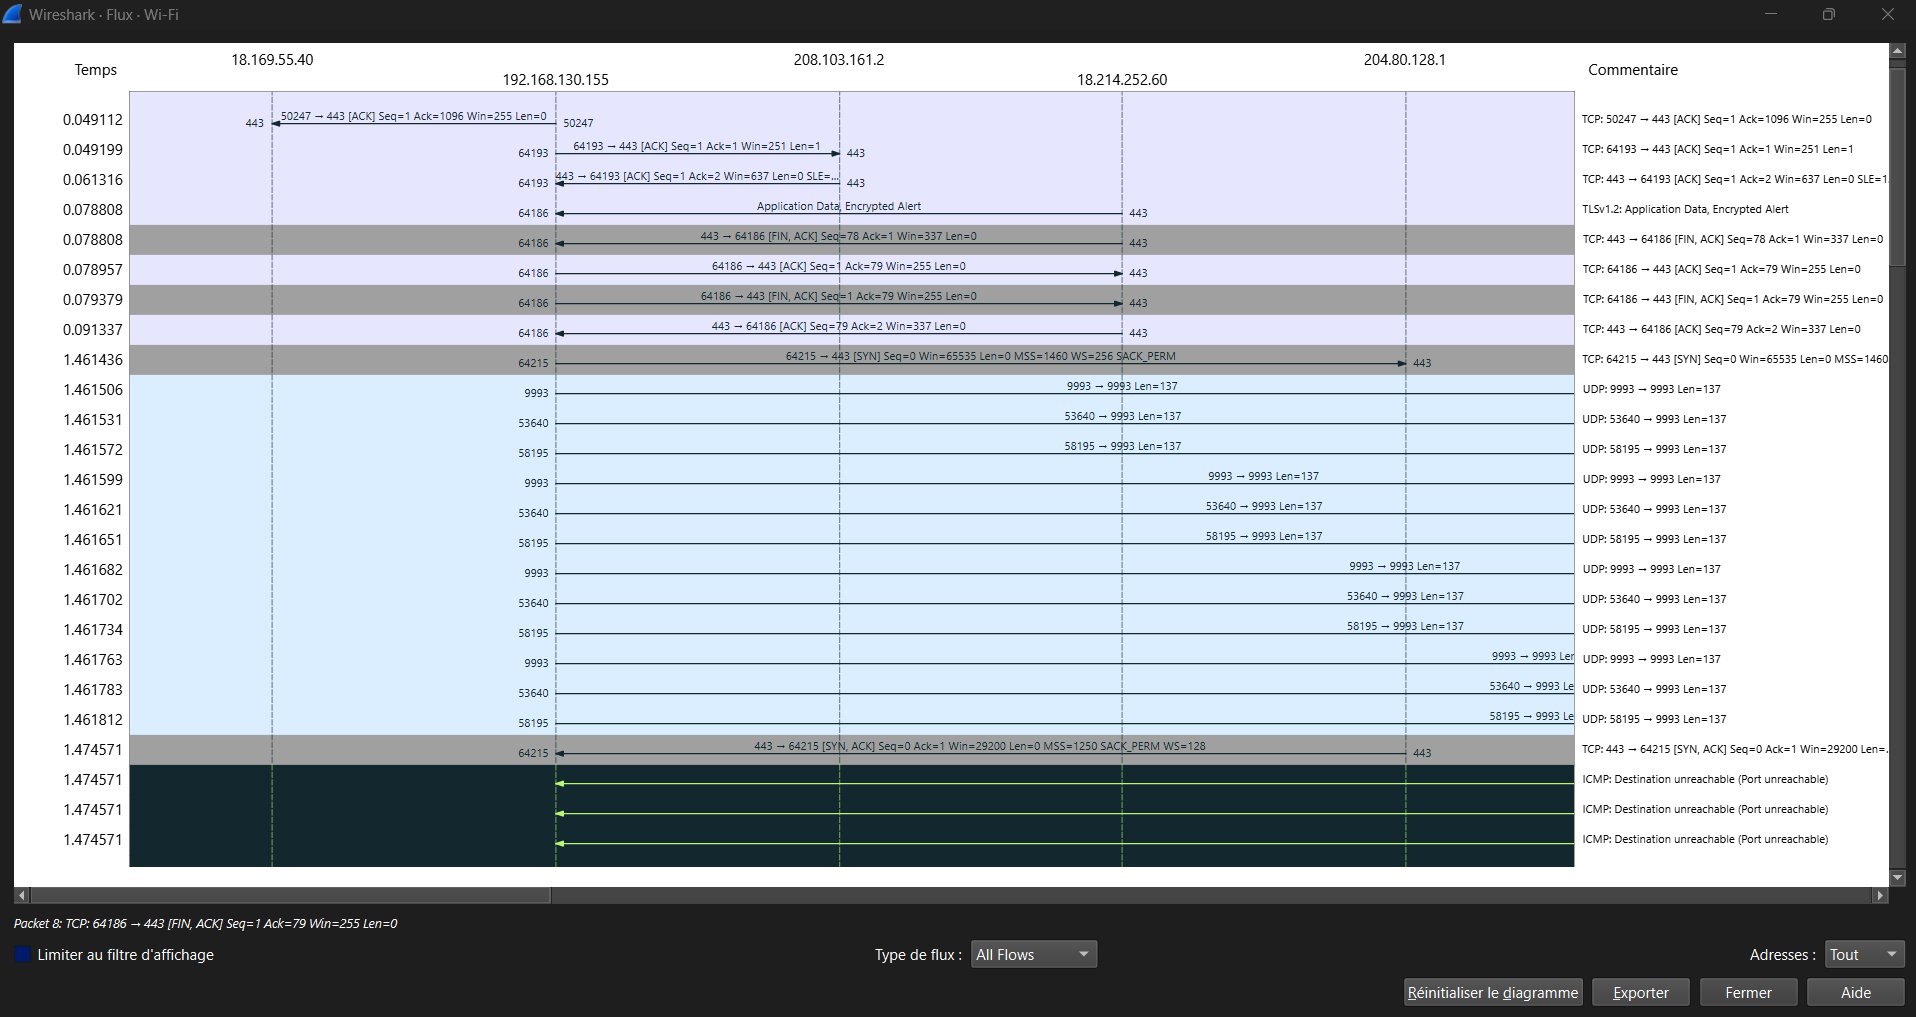 Wireshark · Flux · Wi-Fi
18.169.55.40 208.103.161.2 204.80.128.1
Temps 192.168.130.155 18.214.252.60 Commentaire
0.049112 443 50247 → 443 [ACK] Seq=1 Ack=1096 Win=255 Len=0 50247 TCP: 50247 → 443 [ACK] Seq=1 Ack=1096 Win=255 Len=0
0.049199 64193 64193 → 443 [ACK] Seq=1 Ack=1 Win=251 Len=1 443 TCP: 64193 → 443 [ACK] Seq=1 Ack=1 Win=251 Len=1
0.061316 64193 443 → 64193 [ACK] Seq=1 Ack=2 Win=637 Len=0 SLE=... 443 TCP: 443 → 64193 [ACK] Seq=1 Ack=2 Win=637 Len=0 SLE=1
0.078808 64186 Application Data, Encrypted Alert 443 TLSv1.2: Application Data, Encrypted Alert
0.078808 64186 443 → 64186 [FIN, ACK] Seq=78 Ack=1 Win=337 Len=0 443 TCP: 443 → 64186 [FIN, ACK] Seq=78 Ack=1 Win=337 Len=0
0.078957 64186 64186 → 443 [ACK] Seq=1 Ack=79 Win=255 Len=0 443 TCP: 64186 → 443 [ACK] Seq=1 Ack=79 Win=255 Len=0
0.079379 64186 64186 → 443 [FIN, ACK] Seq=1 Ack=79 Win=255 Len=0 443 TCP: 64186 → 443 [FIN, ACK] Seq=1 Ack=79 Win=255 Len=0
0.091337 64186 443 → 64186 [ACK] Seq=79 Ack=2 Win=337 Len=0 443 TCP: 443 → 64186 [ACK] Seq=79 Ack=2 Win=337 Len=0
1.461436 64215 64215 → 443 [SYN] Seq=0 Win=65535 Len=0 MSS=1460 WS=256 SACK_PERM 443 TCP: 64215 → 443 [SYN] Seq=0 Win=65535 Len=0 MSS=1460
1.461506 9993 9993 → 9993 Len=137 UDP: 9993 → 9993 Len=137
1.461531 53640 53640 → 9993 Len=137 UDP: 53640 → 9993 Len=137
1.461572 58195 58195 → 9993 Len=137 UDP: 58195 → 9993 Len=137
1.461599 9993 9993 → 9993 Len=137 UDP: 9993 → 9993 Len=137
1.461621 53640 53640 → 9993 Len=137 UDP: 53640 → 9993 Len=137
1.461651 58195 58195 → 9993 Len=137 UDP: 58195 → 9993 Len=137
1.461682 9993 9993 → 9993 Len=137 UDP: 9993 → 9993 Len=137
1.461702 53640 53640 → 9993 Len=137 UDP: 53640 → 9993 Len=137
1.461734 58195 58195 → 9993 Len=137 UDP: 58195 → 9993 Len=137
1.461763 9993 9993 → 9993 Ler UDP: 9993 → 9993 Len=137
1.461783 53640 53640 → 9993 Le UDP: 53640 → 9993 Len=137
1.461812 58195 58195 → 9993 Le UDP: 58195 → 9993 Len=137
1.474571 64215 443 → 64215 [SYN, ACK] Seq=0 Ack=1 Win=29200 Len=0 MSS=1250 SACK_PERM WS=128 443 TCP: 443 → 64215 [SYN, ACK] Seq=0 Ack=1 Win=29200 Len=.
1.474571 ICMP: Destination unreachable (Port unreachable)
1.474571 ICMP: Destination unreachable (Port unreachable)
1.474571 ICMP: Destination unreachable (Port unreachable)
Packet 8: TCP: 64186 → 443 [FIN, ACK] Seq=1 Ack=79 Win=255 Len=0
Limiter au filtre d'affichage Type de flux : All Flows Adresses : Tout
Réinitialiser le diagramme Exporter Fermer Aide